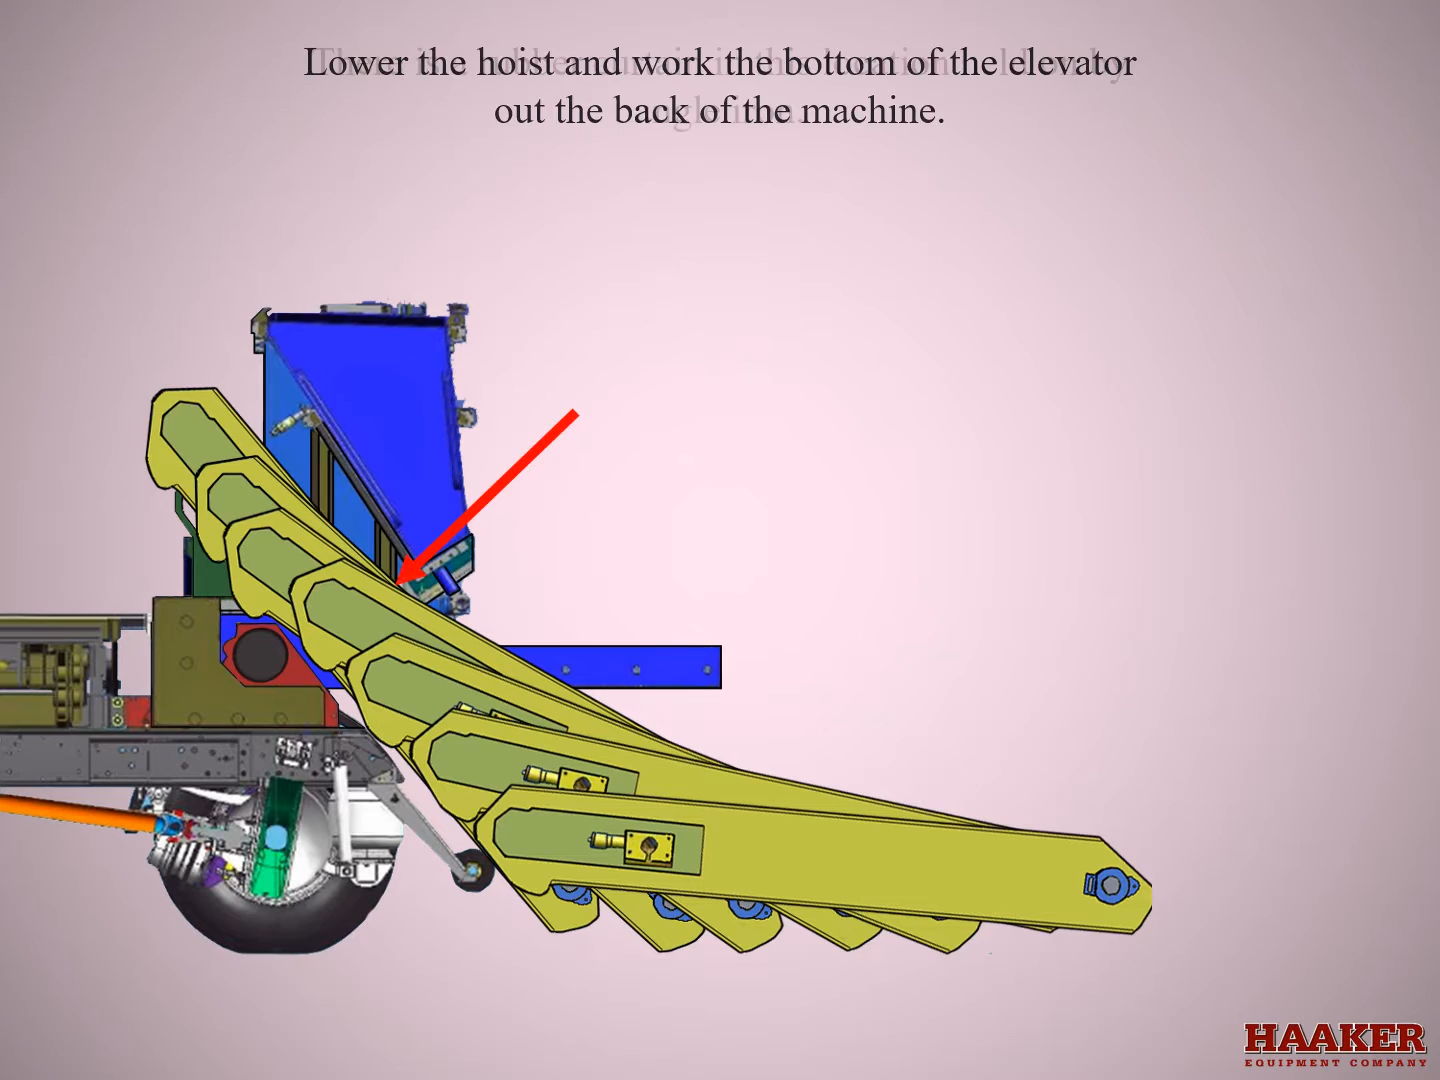 Lower the hoist and work the bottom of the elevator
out the back of the machine.
HAAKER
EQUIPMENT COMPANY